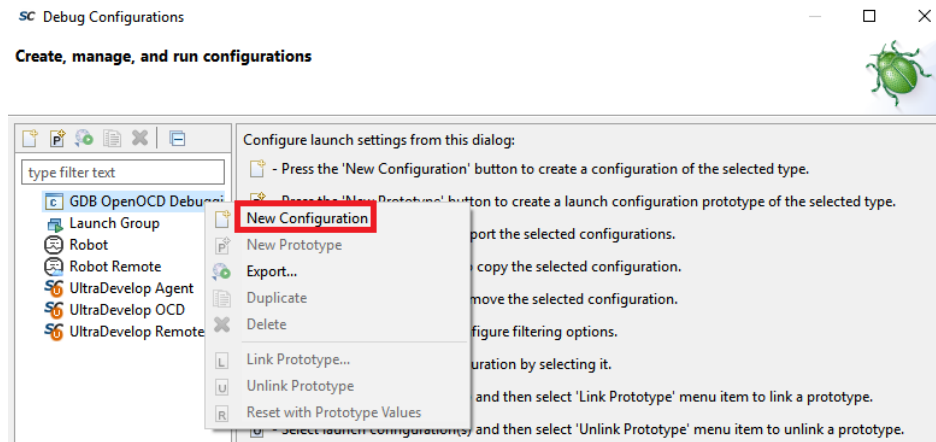 SC Debug Configurations
Create, manage, and run configurations
type filter text
GDB OpenOCD Debuggi
Launch Group
Robot
Robot Remote
UltraDevelop Agent
UltraDevelop OCD
UltraDevelop Remote
Configure launch settings from this dialog:
- Press the 'New Configuration' button to create a configuration of the selected type.
- Press the 'New Prototype' button to create a launch configuration prototype of the selected type.
port the selected configurations.
copy the selected configuration.
move the selected configuration.
figure filtering options.
uration by selecting it.
and then select 'Link Prototype' menu item to link a prototype.
- Select launch configuration(s) and then select 'Unlink Prototype' menu item to unlink a prototype.
New Configuration
P New Prototype
Export...
Duplicate
Delete
L Link Prototype...
U Unlink Prototype
R Reset with Prototype Values